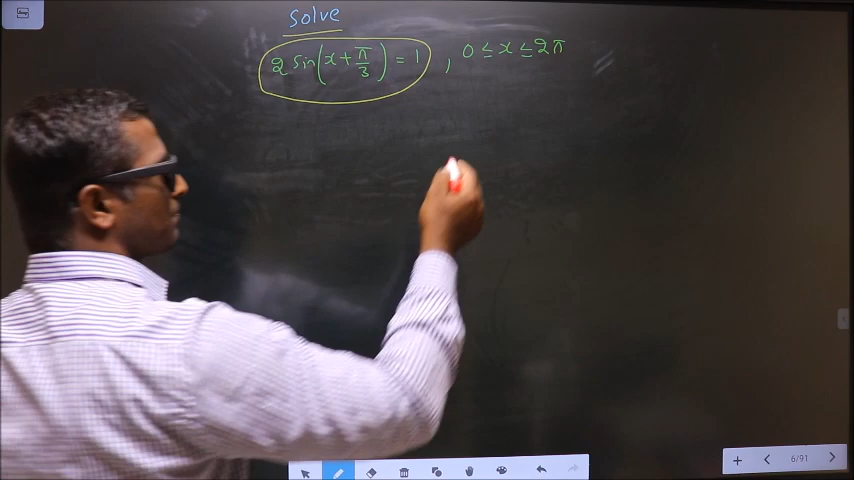 Solve
2 sin(x + π/3) = 1 , 0 ≤ x ≤ 2π
6/91